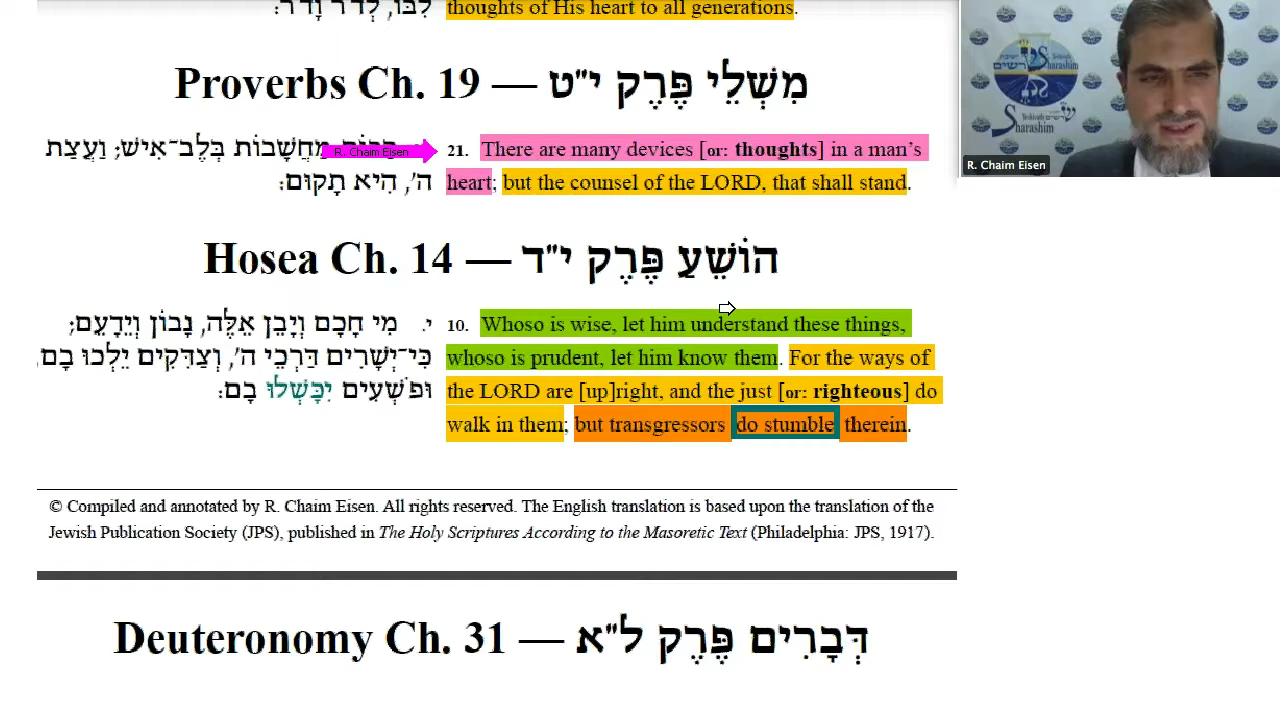 לִבּוֹ, לְדֹר וָדֹר:
thoughts of His heart to all generations.
Proverbs Ch. 19 — מִשְׁלֵי פֶּרֶק י"ט
מַחֲשָׁבוֹת בְּלֶב־אִישׁ; וַעֲצַת
ה', הִיא תָקוּם:
R. Chaim Eisen
21. There are many devices [or: thoughts] in a man's
heart; but the counsel of the LORD, that shall stand.
Hosea Ch. 14 — הוֹשֵׁעַ פֶּרֶק י"ד
י. מִי חָכָם וְיָבֵן אֵלֶּה, נָבוֹן וְיֵדָעֵם;
כִּי־יְשָׁרִים דַּרְכֵי ה', וְצַדִּקִים יֵלְכוּ בָם,
וּפֹשְׁעִים יִכָּשְׁלוּ בָם:
10. Whoso is wise, let him understand these things,
whoso is prudent, let him know them. For the ways of
the LORD are [up]right, and the just [or: righteous] do
walk in them; but transgressors do stumble therein.
© Compiled and annotated by R. Chaim Eisen. All rights reserved. The English translation is based upon the translation of the
Jewish Publication Society (JPS), published in The Holy Scriptures According to the Masoretic Text (Philadelphia: JPS, 1917).
Deuteronomy Ch. 31 — דְּבָרִים פֶּרֶק ל"א
Yeshivath
Sharashim
R. Chaim Eisen